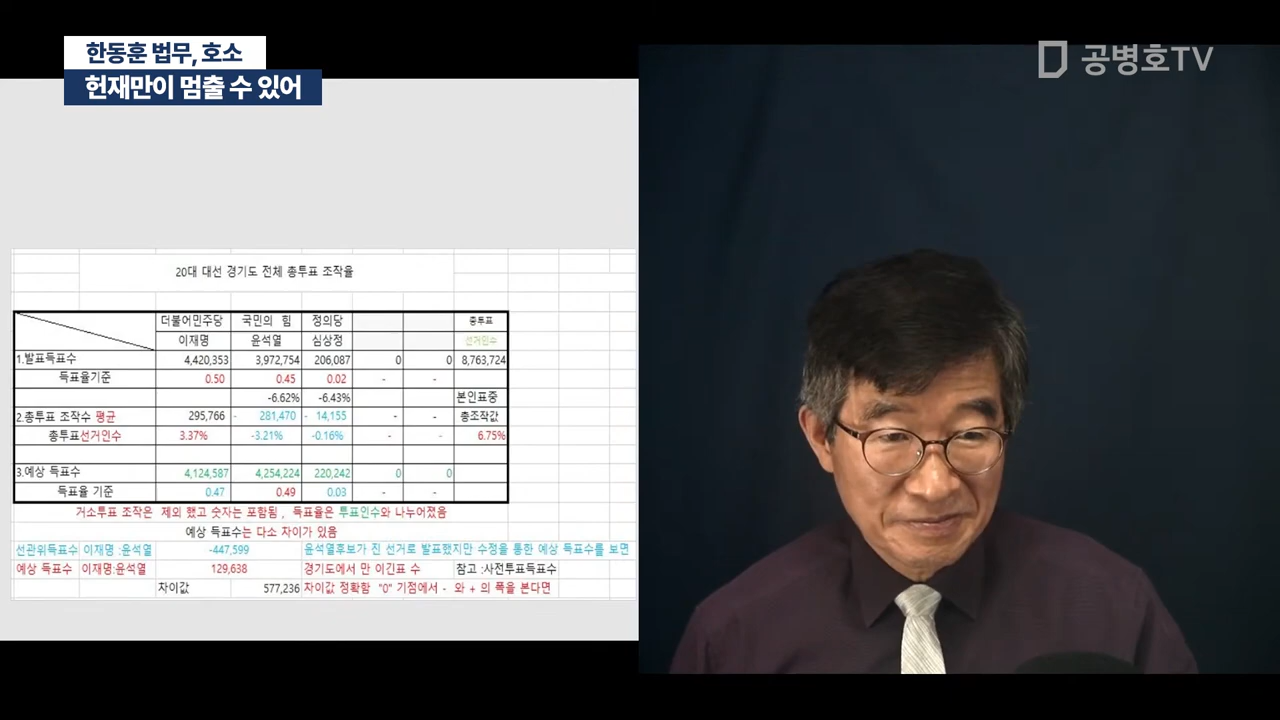 한동훈 법무, 호소
헌재만이 멈출 수 있어
공병호TV
20대 대선 경기도 전체 총투표 조작율
더불어민주당 국민의 힘 정의당 총투표
이재명 윤석열 심상정 선거인수
1.발표득표수 4,420,353 3,972,754 206,087 0 0 8,763,724
득표율기준 0.50 0.45 0.02 - -
-6.62% -6.43% 본인표중
2.총투표 조작수 평균 295,766 - 281,470 - 14,155 - - 총조작값
총투표선거인수 3.37% -3.21% -0.16% - - 6.75%
3.예상 득표수 4,124,587 4,254,224 220,242 0 0
득표율 기준 0.47 0.49 0.03 - -
거소투표 조작은 제외 했고 숫자는 포함됨 , 득표율은 투표인수와 나누어졌음
예상 득표수는 다소 차이가 있음
선관위득표수 이재명 :윤석열 -447,599 윤석열후보가 진 선거로 발표했지만 수정을 통한 예상 득표수를 보면
예상 득표수 이재명:윤석열 129,638 경기도에서 만 이긴표 수 참고 :사전투표득표수
차이값 577,236 차이값 정확함 "0" 기점에서 - 와 + 의 폭을 본다면